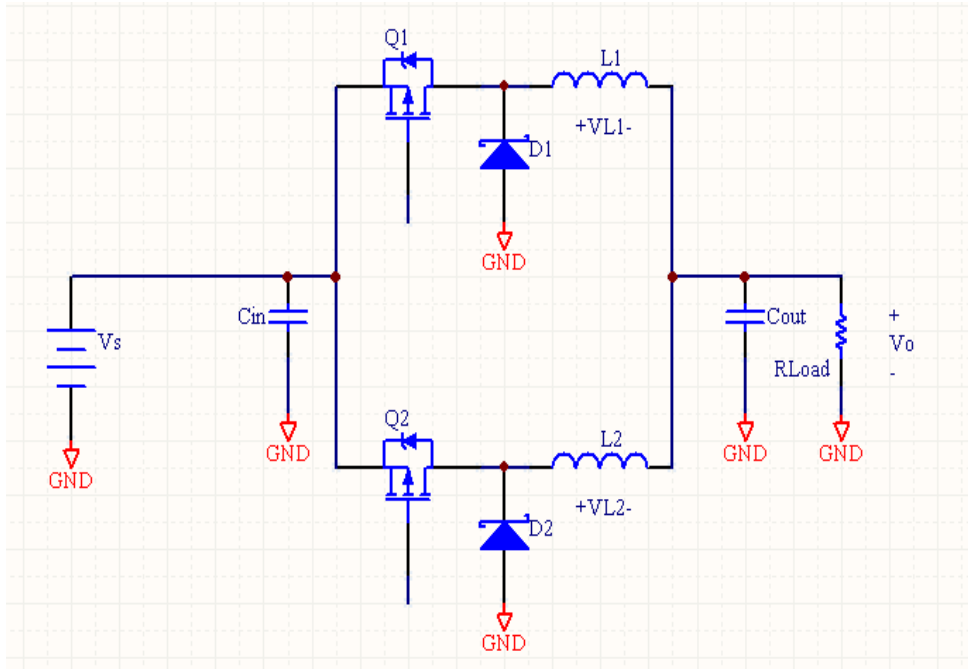 Q1
L1
+VL1-
D1
GND
Vs
Cin
Cout
RLoad
+
Vo
-
GND
GND
GND
GND
Q2
L2
+VL2-
D2
GND